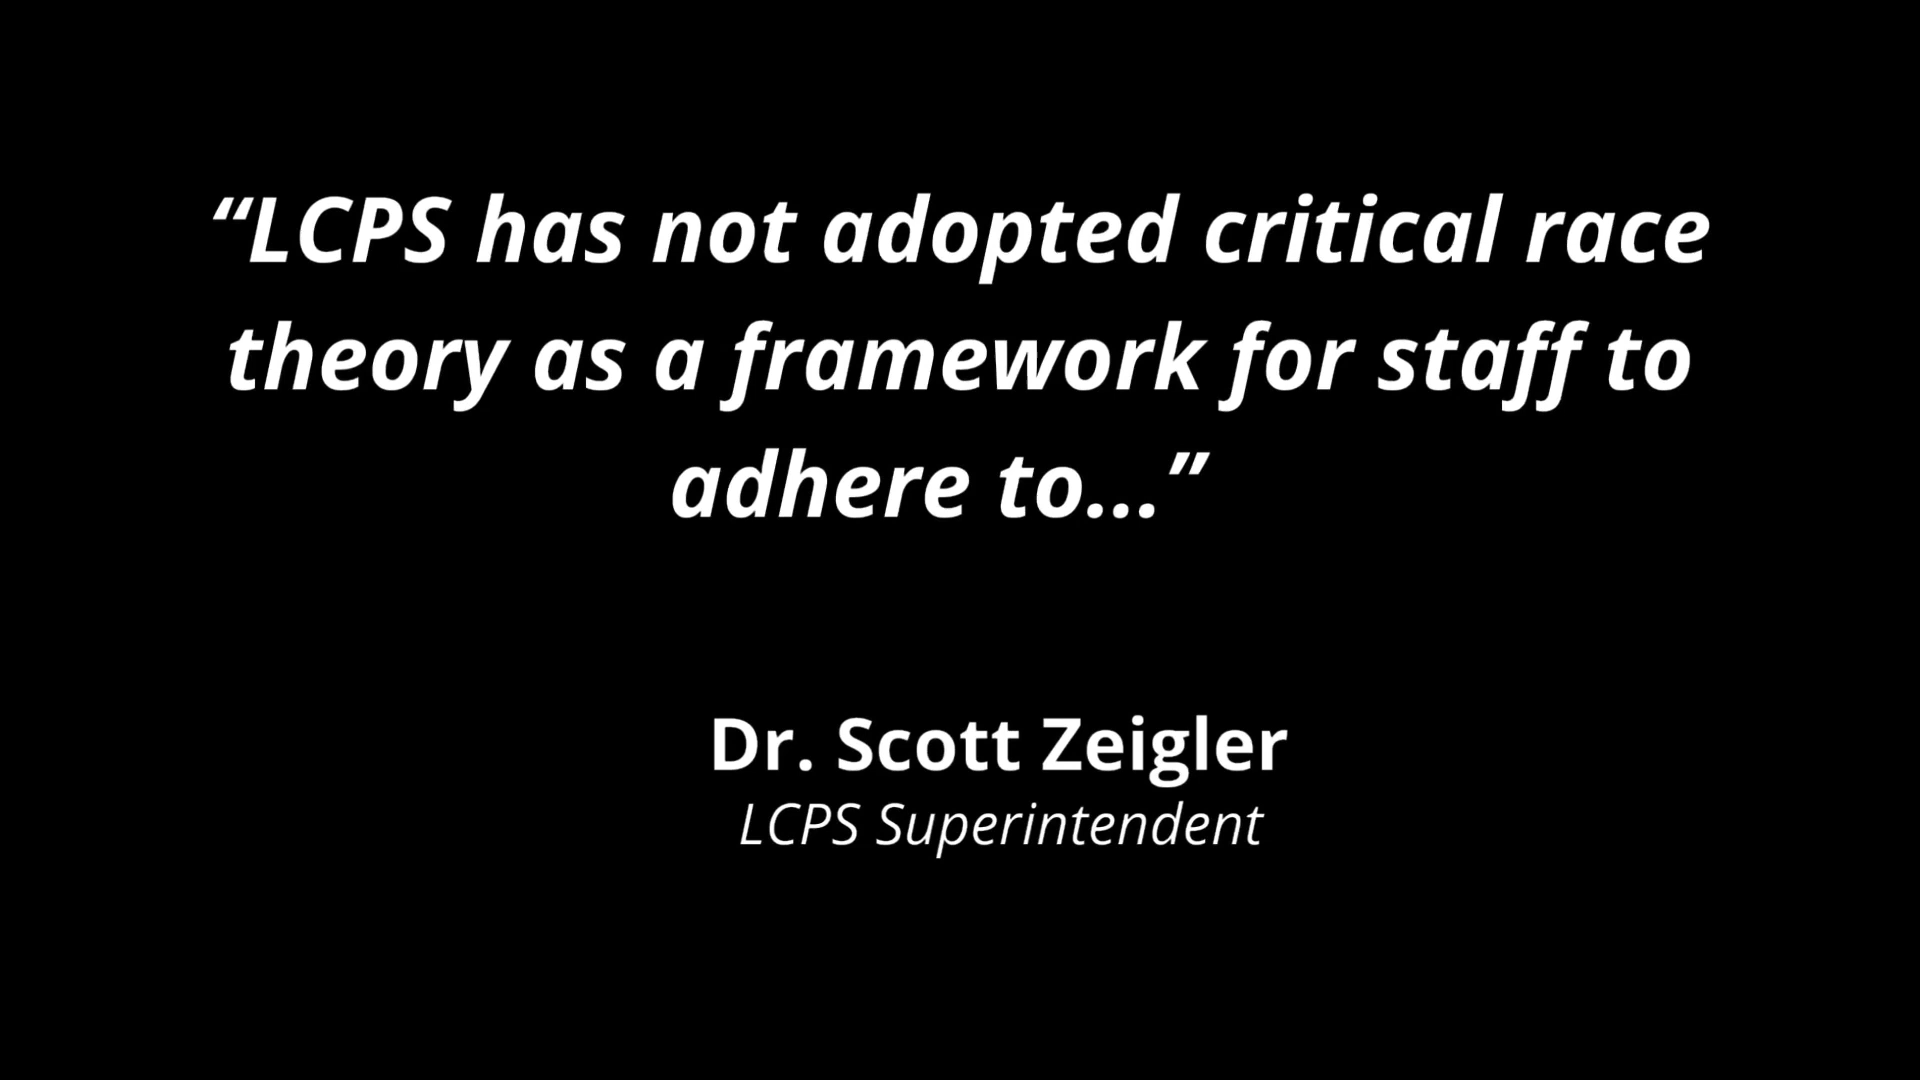 “LCPS has not adopted critical race
theory as a framework for staff to
adhere to...”
Dr. Scott Zeigler
LCPS Superintendent